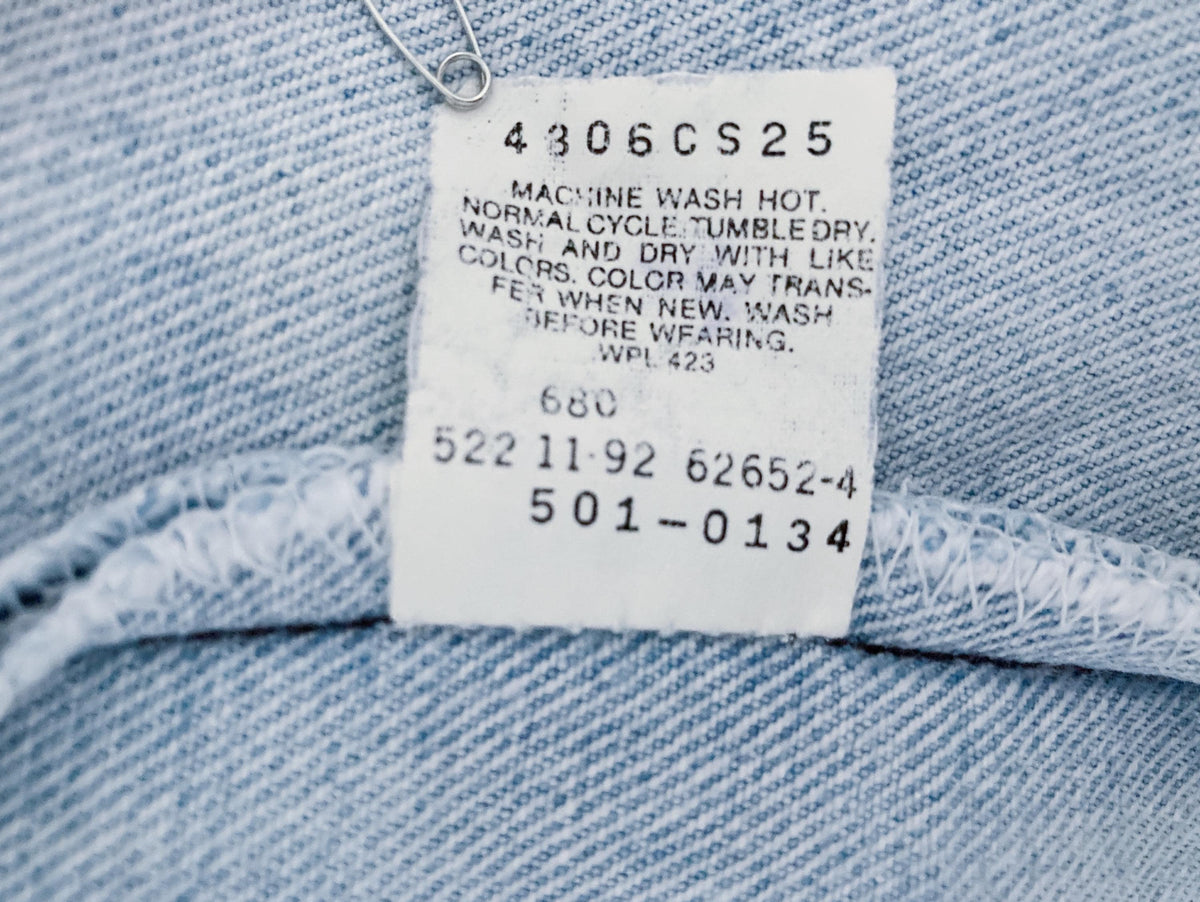 4306CS25
MACHINE WASH HOT.
NORMAL CYCLE. TUMBLE DRY.
WASH AND DRY WITH LIKE
COLORS. COLOR MAY TRANS-
FER WHEN NEW. WASH
BEFORE WEARING.
WPL 423
680
522 11·92 62652-4
501-0134